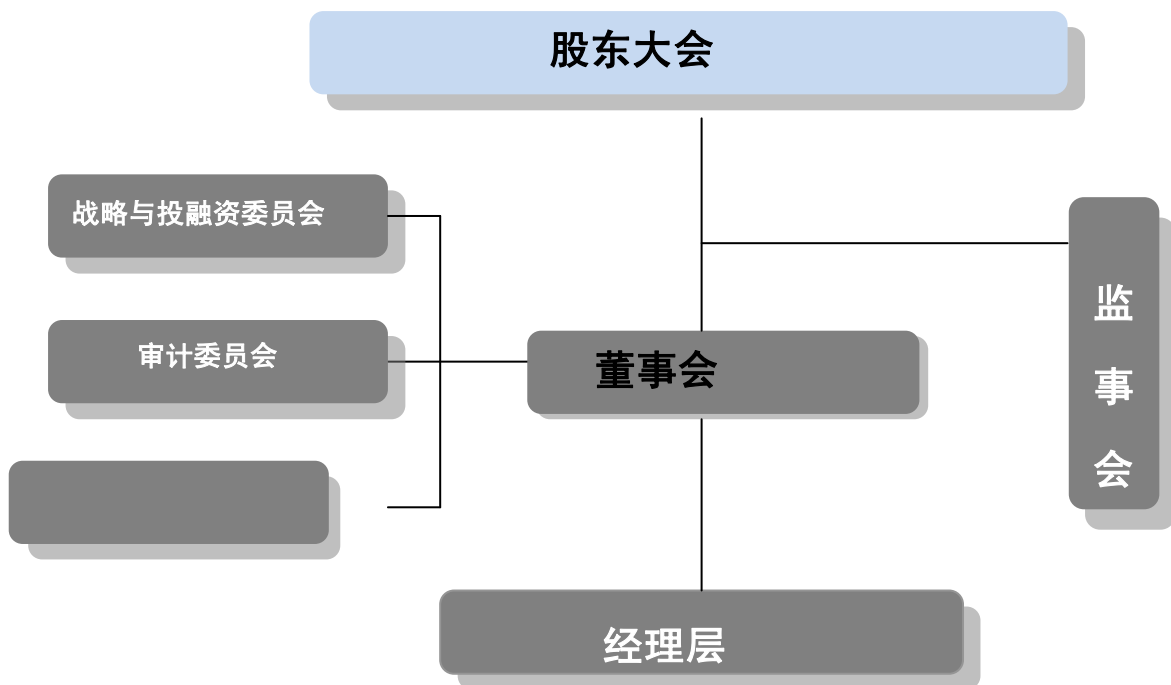 股东大会
战略与投融资委员会
审计委员会
董事会
监
事
会
经理层